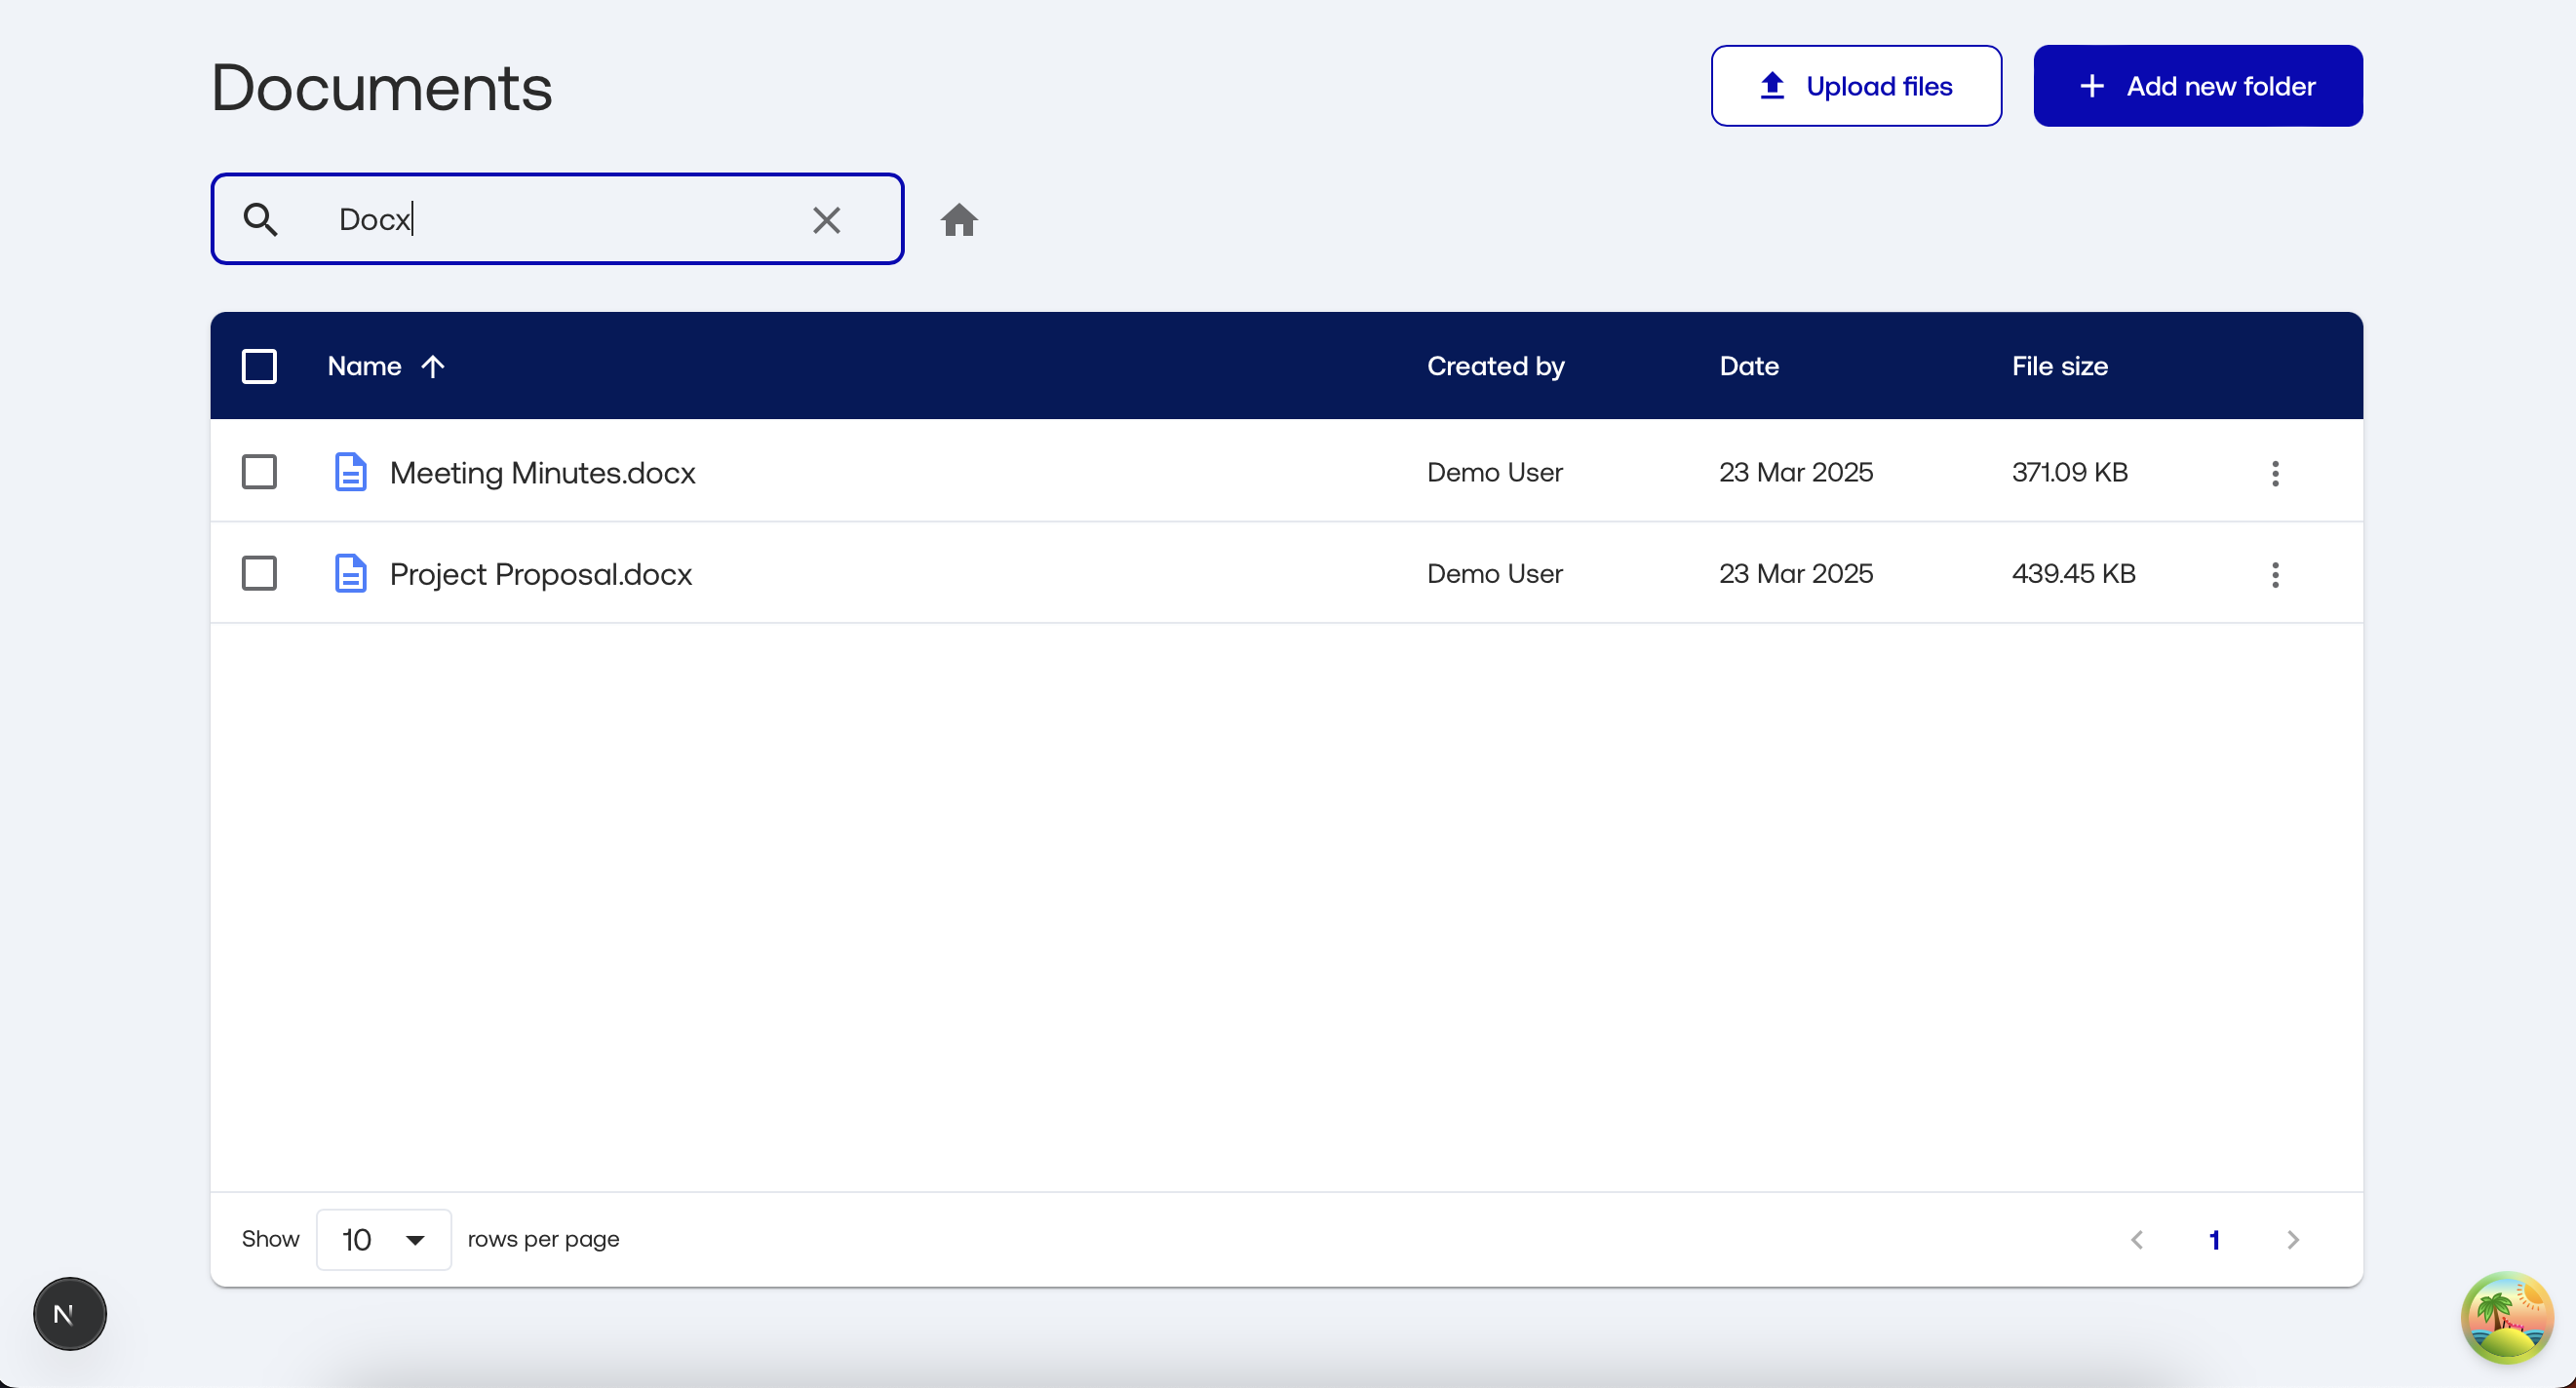 Documents
Upload files
Add new folder
Docx
Name Created by Date File size
Meeting Minutes.docx Demo User 23 Mar 2025 371.09 KB
Project Proposal.docx Demo User 23 Mar 2025 439.45 KB
Show 10 rows per page 1
N